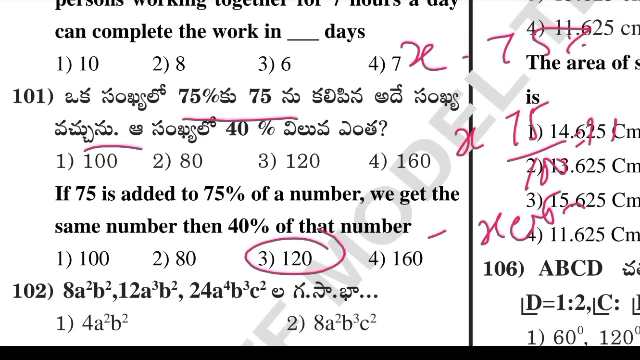 persons working together for 7 hours a day
can complete the work in ___ days
1) 10 2) 8 3) 6 4) 7
101) ఒక సంఖ్యలో 75%కు 75 ను కలిపిన అదే సంఖ్య
వచ్చును. ఆ సంఖ్యలో 40 % విలువ ఎంత?
1) 100 2) 80 3) 120 4) 160
If 75 is added to 75% of a number, we get the
same number then 40% of that number
1) 100 2) 80 3) 120 4) 160
102) 8a²b²,12a³b², 24a⁴b³c² ల గ.సా.భా...
1) 4a²b² 2) 8a²b³c²
4) 11.625 cm
The area of s
is
1) 14.625 Cm
2) 13.625 Cm
3) 15.625 Cm
4) 11.625 Cm
106) ABCD
D=1:2, C:
1) 60⁰, 120⁰
x - 75%
x 75
100